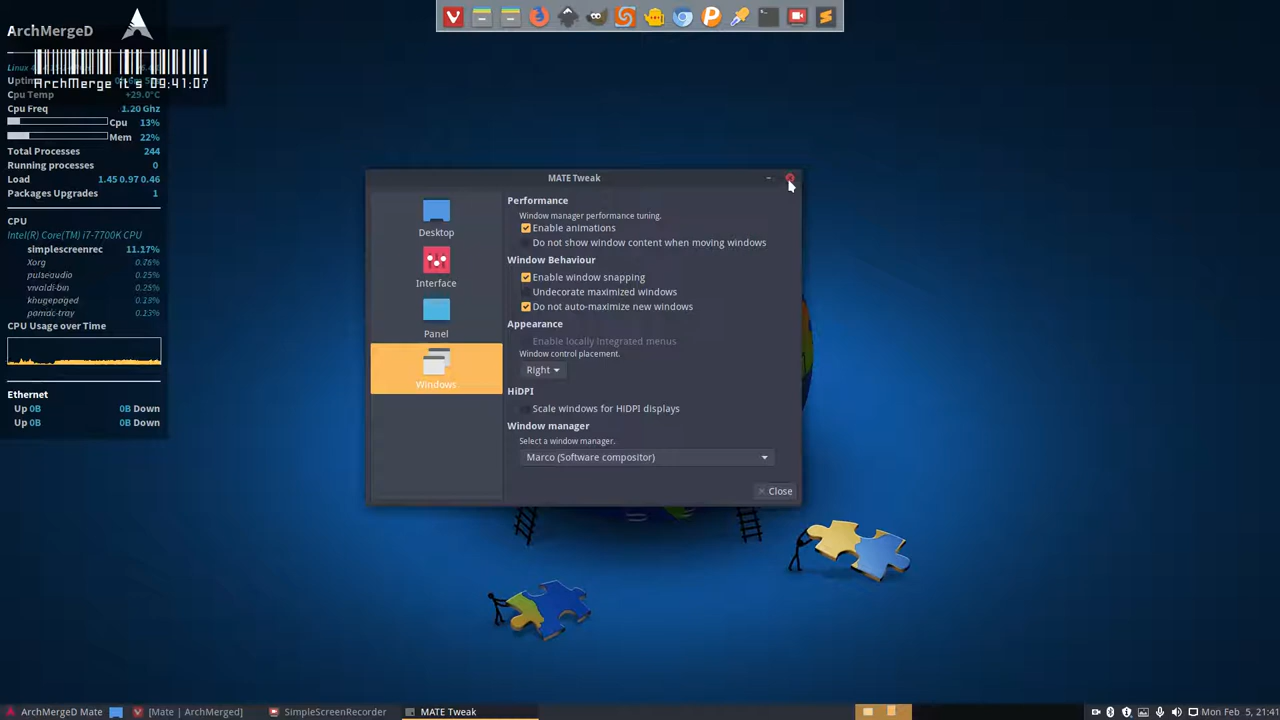 ArchMergeD
ArchMerge it's 09:41:07
Cpu Temp +29.0°C
Cpu Freq 1.20 Ghz
Cpu 13%
Mem 22%
Total Processes 244
Running processes 0
Load 1.45 0.97 0.46
Packages Upgrades 1
CPU
Intel(R) Core(TM) i7-7700K CPU
simplescreenrec 11.17%
Xorg 0.76%
pulseaudio 0.25%
vivaldi-bin 0.25%
khugepaged 0.13%
pamac-tray 0.13%
CPU Usage over Time
Ethernet
Up 0B 0B Down
Up 0B 0B Down
MATE Tweak
Desktop
Interface
Panel
Windows
Performance
Window manager performance tuning.
Enable animations
Do not show window content when moving windows
Window Behaviour
Enable window snapping
Undecorate maximized windows
Do not auto-maximize new windows
Appearance
Enable locally integrated menus
Window control placement.
Right
HiDPI
Scale windows for HiDPI displays
Window manager
Select a window manager.
Marco (Software compositor)
Close
ArchMergeD Mate [Mate | ArchMerged] SimpleScreenRecorder MATE Tweak Mon Feb 5, 21:41